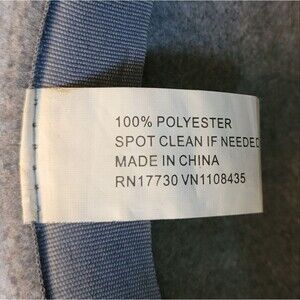 100% POLYESTER
SPOT CLEAN IF NEEDED
MADE IN CHINA
RN17730 VN1108435